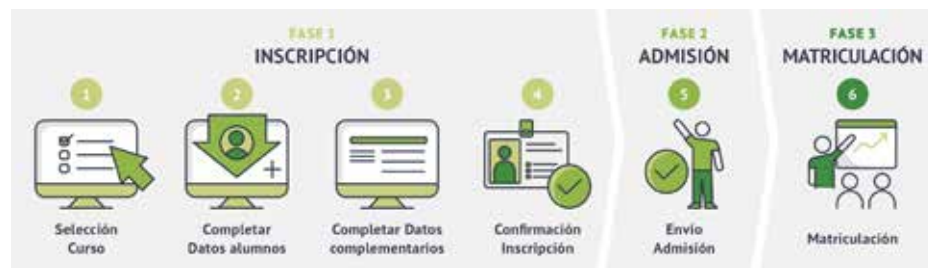 FASE 1
INSCRIPCIÓN
1
2
3
4
Selección
Curso
Completar
Datos alumnos
Completar Datos
complementarios
Confirmación
Inscripción
FASE 2
ADMISIÓN
5
Envío
Admisión
FASE 3
MATRICULACIÓN
6
Matriculación